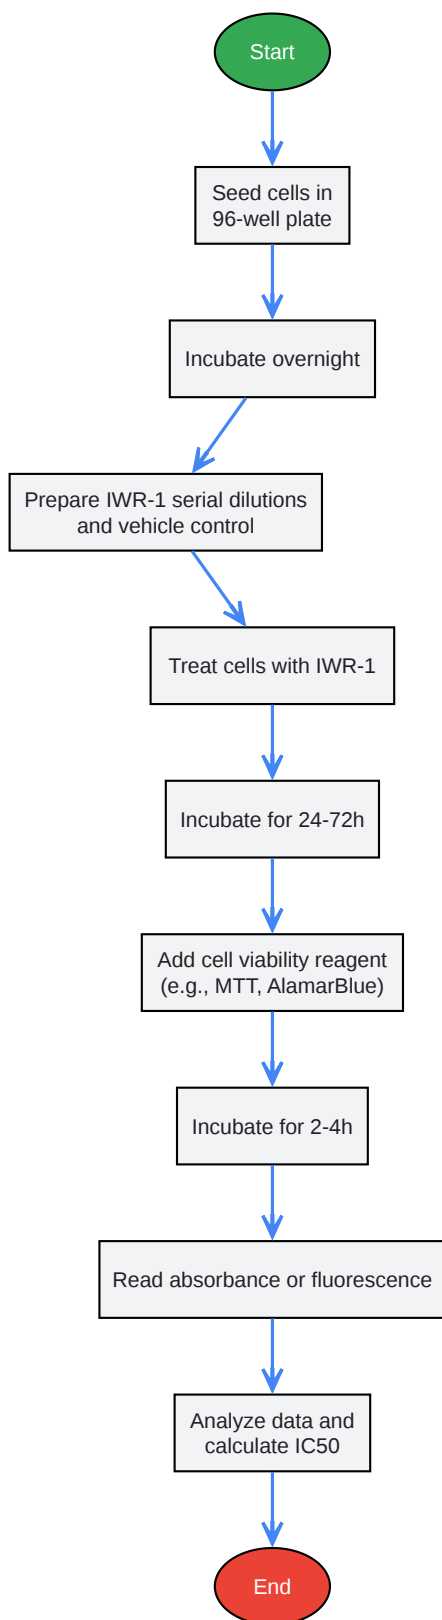 Start
Seed cells in
96-well plate
Incubate overnight
Prepare IWR-1 serial dilutions
and vehicle control
Treat cells with IWR-1
Incubate for 24-72h
Add cell viability reagent
(e.g., MTT, AlamarBlue)
Incubate for 2-4h
Read absorbance or fluorescence
Analyze data and
calculate IC50
End